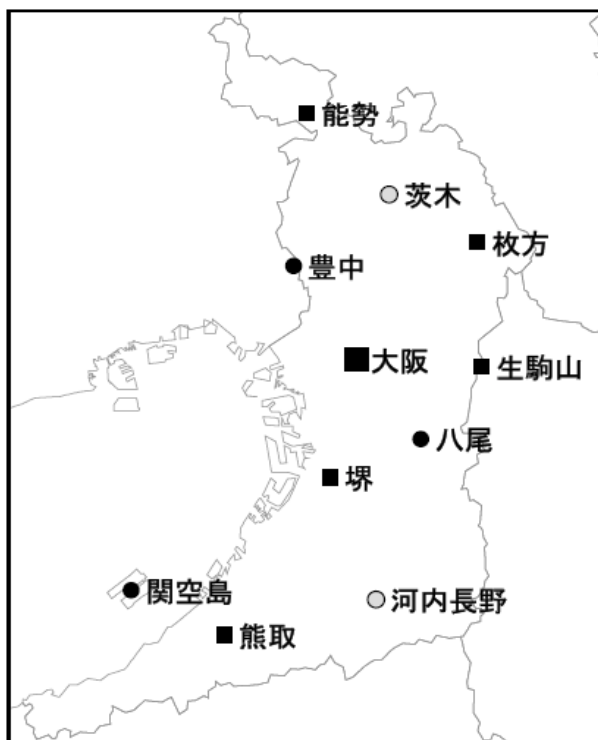 能勢
茨木
枚方
豊中
大阪
生駒山
八尾
堺
関空島
河内長野
熊取